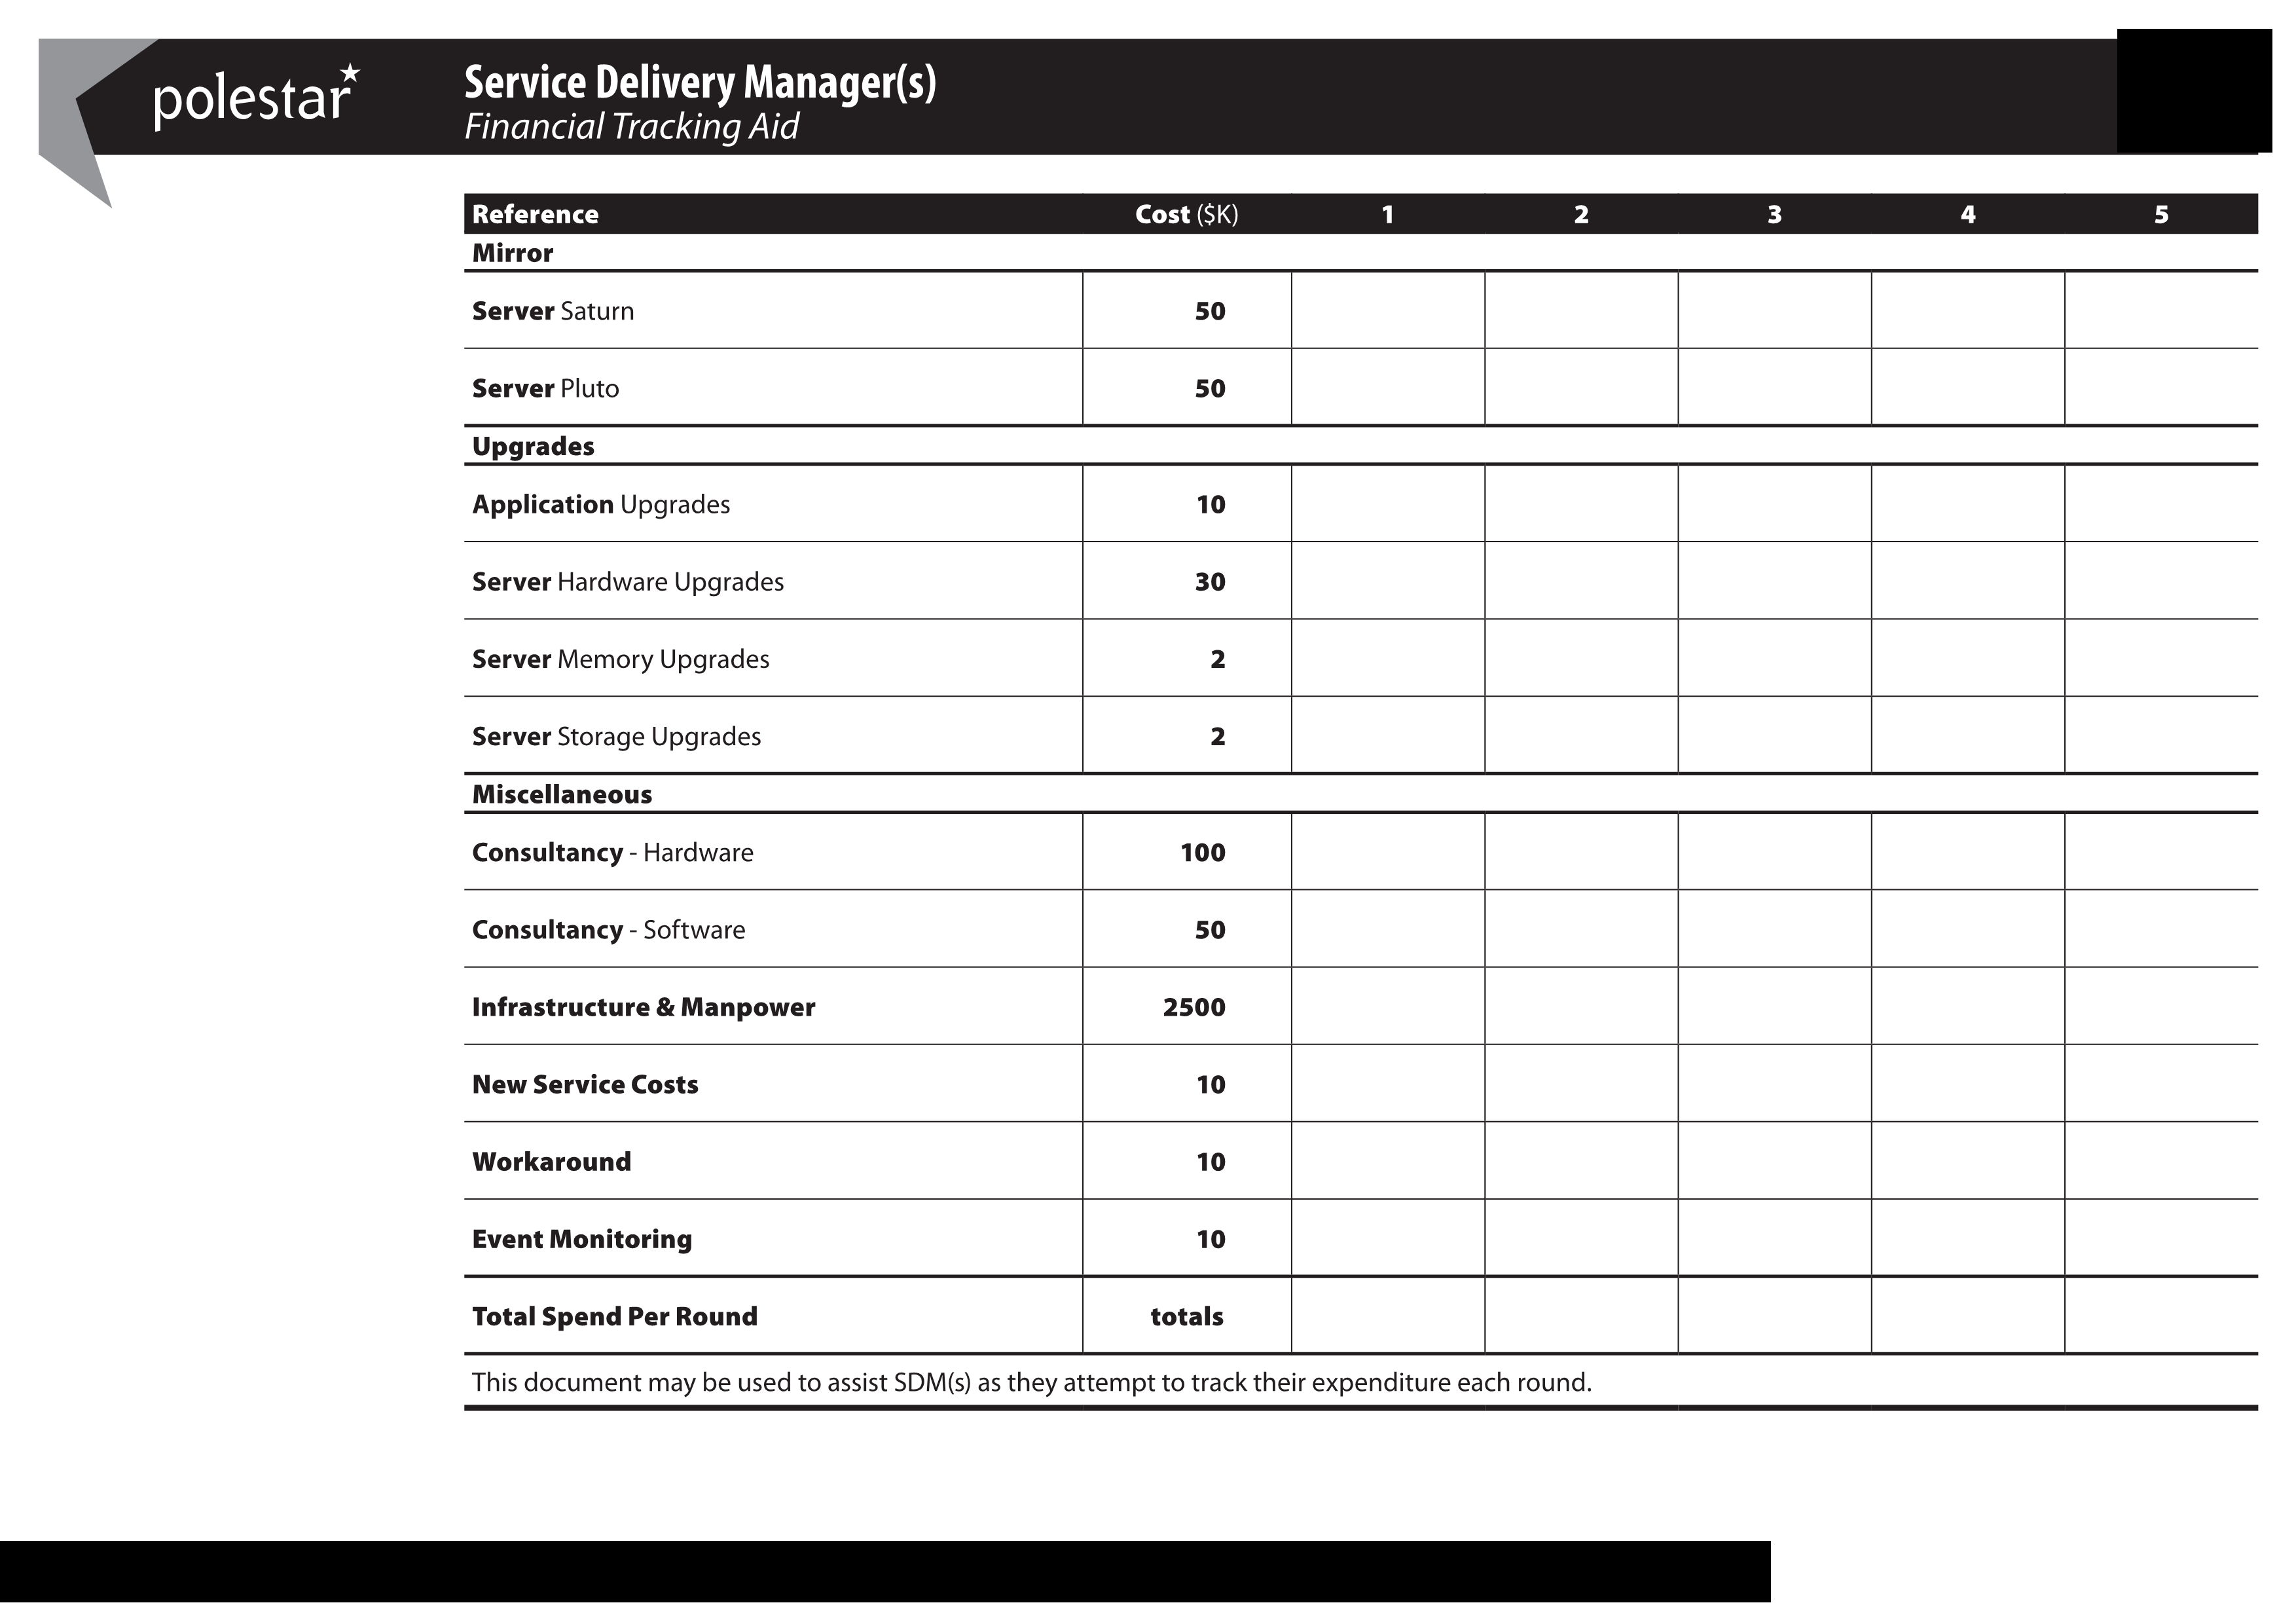 polestar
Service Delivery Manager(s)
Financial Tracking Aid
Reference Cost ($K) 1 2 3 4 5
Mirror
Server Saturn 50
Server Pluto 50
Upgrades
Application Upgrades 10
Server Hardware Upgrades 30
Server Memory Upgrades 2
Server Storage Upgrades 2
Miscellaneous
Consultancy - Hardware 100
Consultancy - Software 50
Infrastructure & Manpower 2500
New Service Costs 10
Workaround 10
Event Monitoring 10
Total Spend Per Round totals
This document may be used to assist SDM(s) as they attempt to track their expenditure each round.